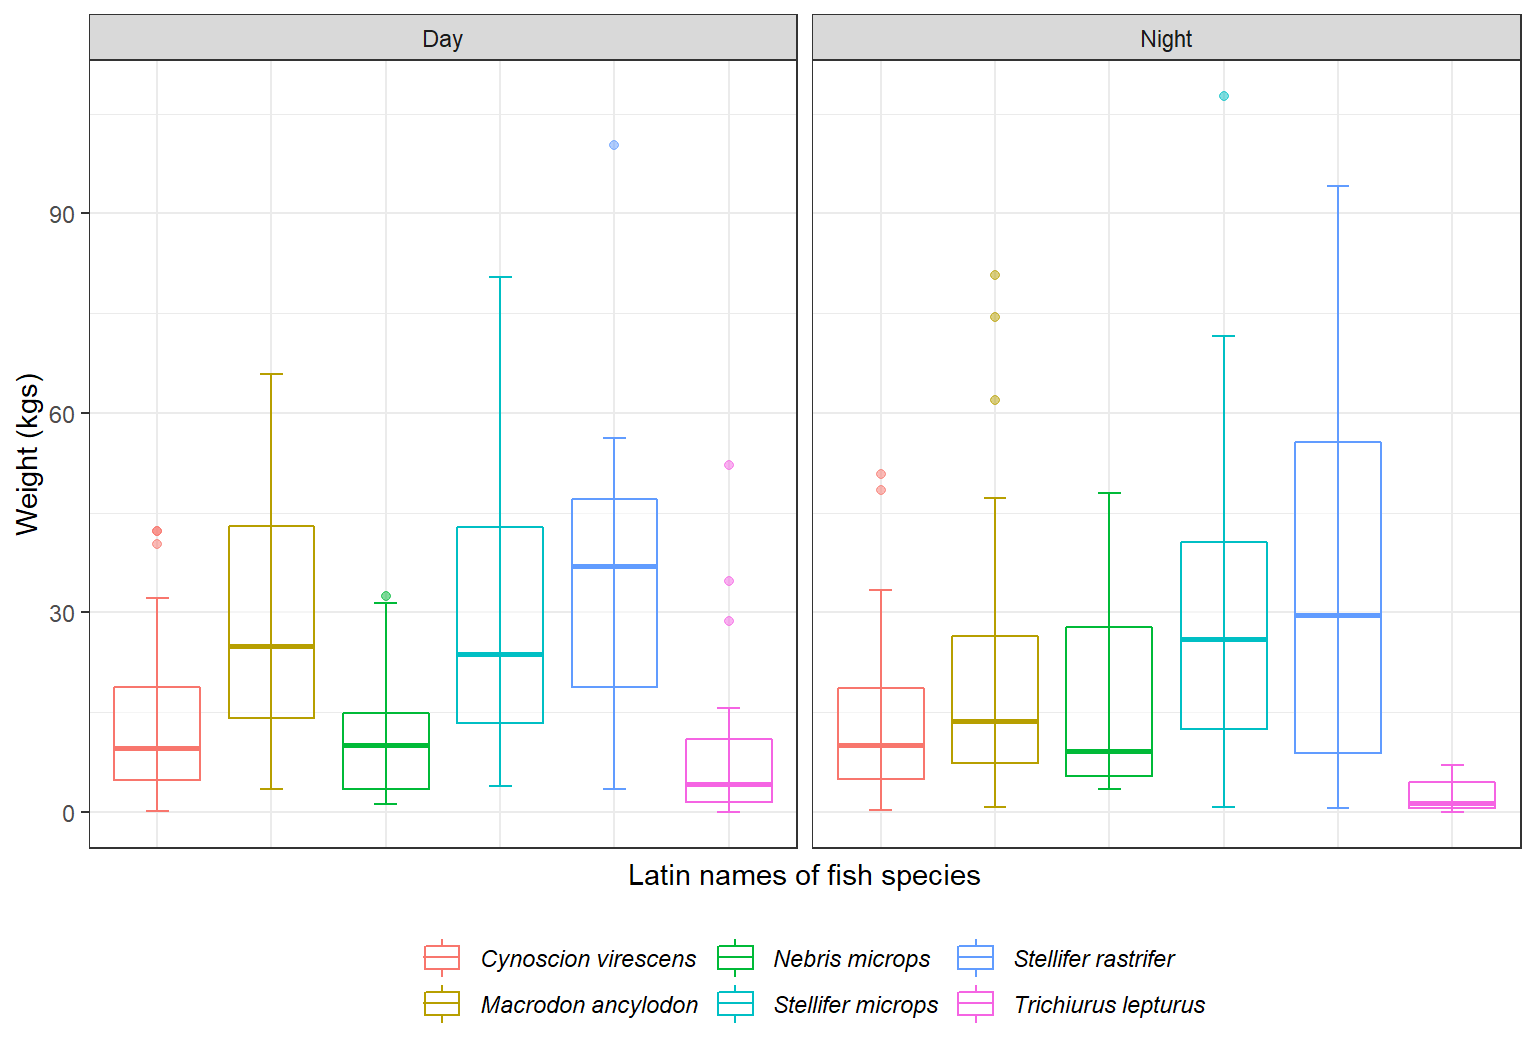 Day
Night
90
60
30
0
Weight (kgs)
Latin names of fish species
Cynoscion virescens
Nebris microps
Stellifer rastrifer
Macrodon ancylodon
Stellifer microps
Trichiurus lepturus